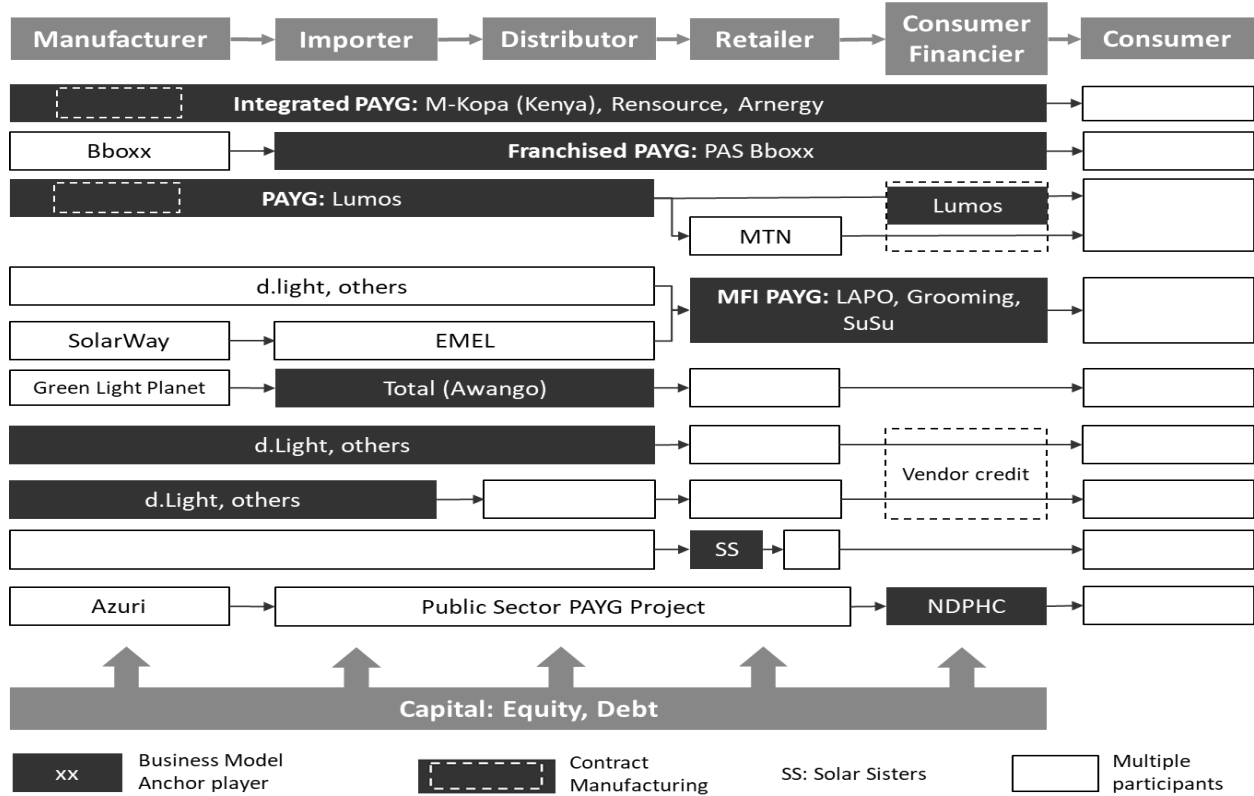 Manufacturer
Importer
Distributor
Retailer
Consumer
Financier
Consumer
Integrated PAYG: M-Kopa (Kenya), Rensource, Arnergy
Bboxx
Franchised PAYG: PAS Bboxx
PAYG: Lumos
Lumos
MTN
d.light, others
MFI PAYG: LAPO, Grooming,
SuSu
SolarWay
EMEL
Green Light Planet
Total (Awango)
d.Light, others
Vendor credit
d.Light, others
SS
Azuri
Public Sector PAYG Project
NDPHC
Capital: Equity, Debt
xx
Business Model
Anchor player
Contract
Manufacturing
SS: Solar Sisters
Multiple
participants